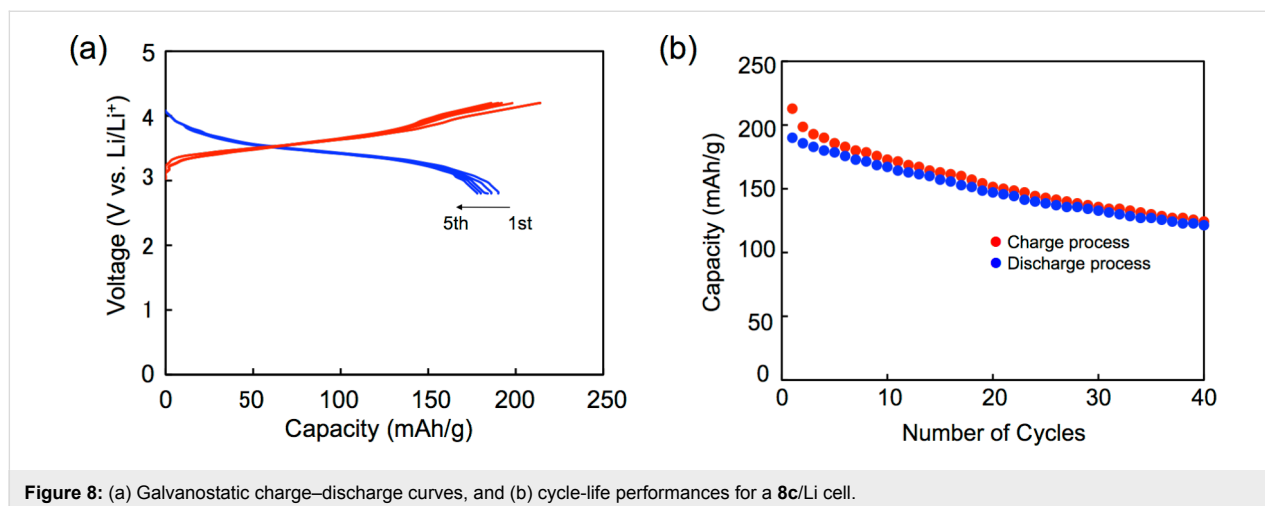 (a)
5
4
3
2
1
0
Voltage (V vs. Li/Li⁺)
5th 1st
0 50 100 150 200 250
Capacity (mAh/g)
(b)
250
200
150
100
50
0
Capacity (mAh/g)
Charge process
Discharge process
0 10 20 30 40
Number of Cycles
Figure 8: (a) Galvanostatic charge–discharge curves, and (b) cycle-life performances for a 8c/Li cell.